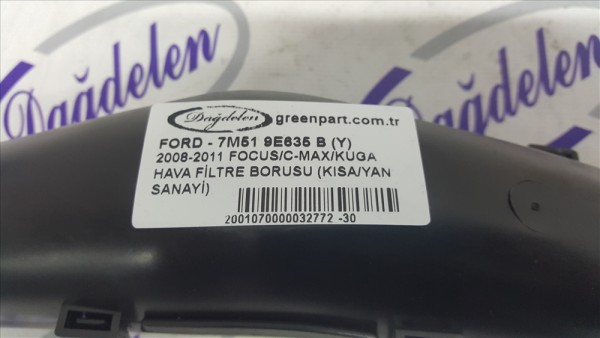 Dağdelen
Dağdelen
Dağdelen greenpart.com.tr
FORD - 7M51 9E635 B (Y)
2008-2011 FOCUS/C-MAX/KUGA
HAVA FİLTRE BORUSU (KISA/YAN
SANAYİ)
2001070000032772 -30